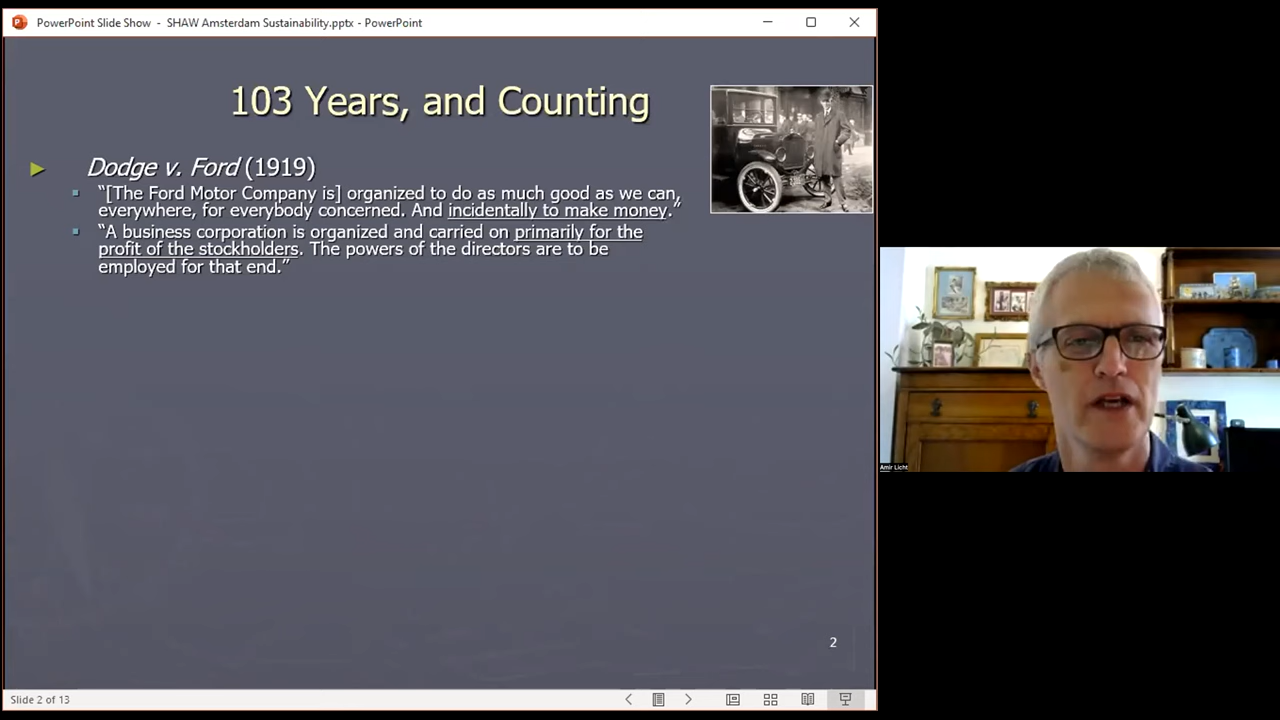 PowerPoint Slide Show - SHAW Amsterdam Sustainability.pptx - PowerPoint
103 Years, and Counting
Dodge v. Ford (1919)
“[The Ford Motor Company is] organized to do as much good as we can,
everywhere, for everybody concerned. And incidentally to make money.”
“A business corporation is organized and carried on primarily for the
profit of the stockholders. The powers of the directors are to be
employed for that end.”
Amir Licht
2
Slide 2 of 13